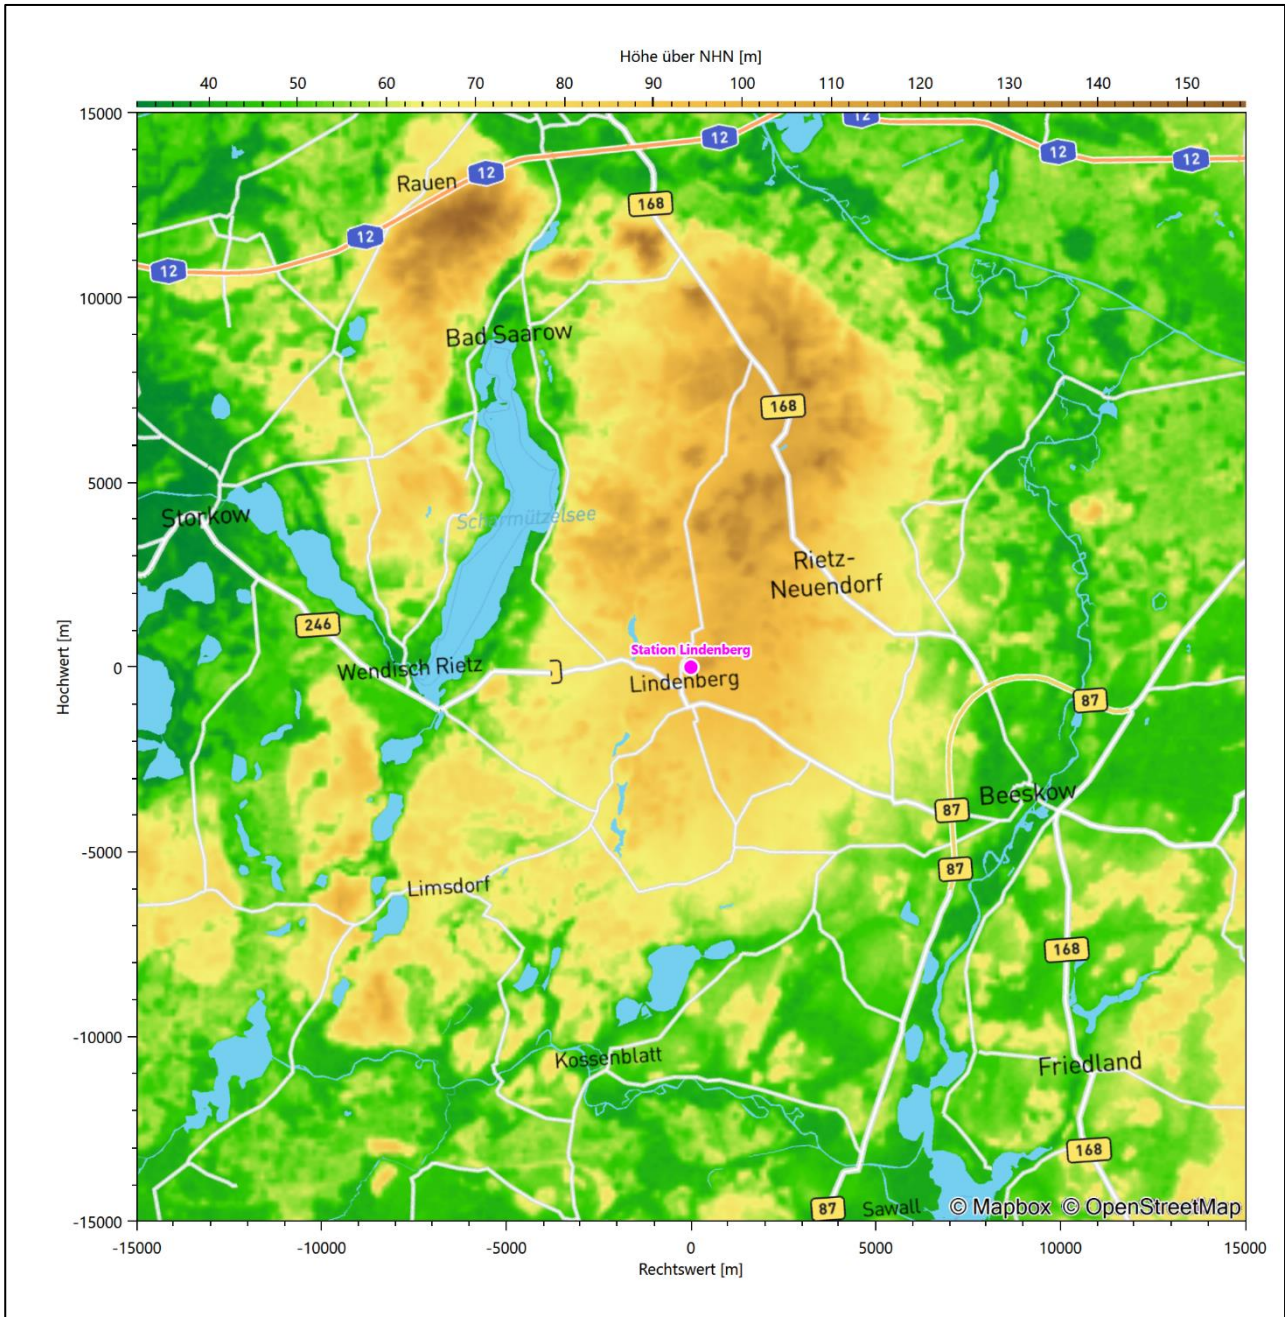 Höhe über NHN [m]
40 50 60 70 80 90 100 110 120 130 140 150
15000
10000
5000
0
-5000
-10000
-15000
Hochwert [m]
12
12
12
168
12
12
Rauen
12
12
Bad Saarow
168
Storkow
Scharmützelsee
Rietz-
Neuendorf
246
Station Lindenberg
Wendisch Rietz
Lindenberg
87
Beeskow
87
87
Limsdorf
168
Kossenblatt
Friedland
168
87
Sawall
© Mapbox © OpenStreetMap
-15000 -10000 -5000 0 5000 10000 15000
Rechtswert [m]